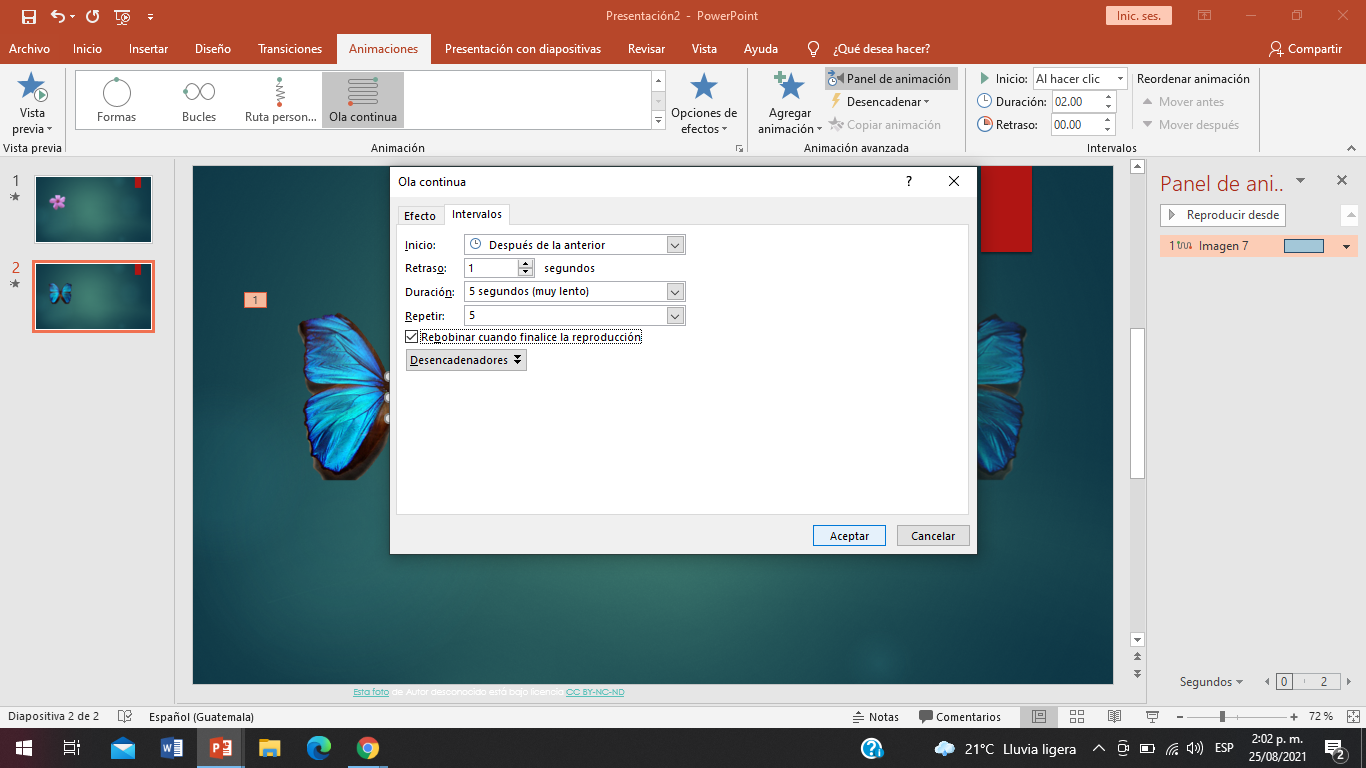 Presentación2 - PowerPoint
Inic. ses.
Archivo Inicio Insertar Diseño Transiciones Animaciones Presentación con diapositivas Revisar Vista Ayuda ¿Qué desea hacer? Compartir
Vista previa
Formas Bucles Ruta person... Ola continua
Opciones de efectos
Agregar animación
Panel de animación
Desencadenar
Copiar animación
Inicio: Al hacer clic
Duración: 02.00
Retraso: 00.00
Reordenar animación
Mover antes
Mover después
Vista previa Animación Animación avanzada Intervalos
1
2
1
Ola continua ?
Efecto Intervalos
Inicio: Después de la anterior
Retraso: 1 segundos
Duración: 5 segundos (muy lento)
Repetir: 5
Rebobinar cuando finalice la reproducción
Desencadenadores
Aceptar Cancelar
Panel de ani...
Reproducir desde
1 Imagen 7
Segundos 0 2
Esta foto de Autor desconocido está bajo licencia CC BY-NC-ND
Diapositiva 2 de 2 Español (Guatemala) Notas Comentarios 72 %
21°C Lluvia ligera ESP 2:02 p. m.
25/08/2021
2